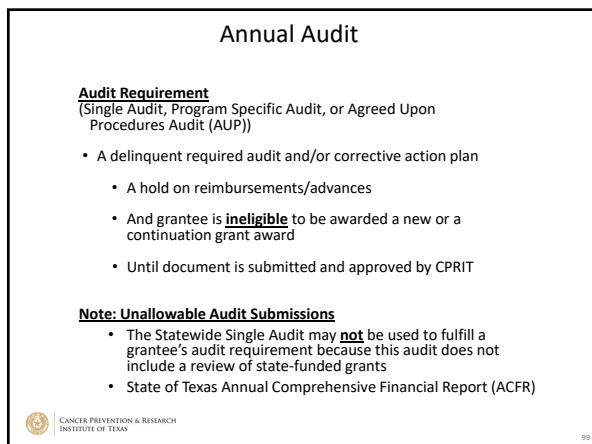 Annual Audit
Audit Requirement
(Single Audit, Program Specific Audit, or Agreed Upon
Procedures Audit (AUP))
• A delinquent required audit and/or corrective action plan
• A hold on reimbursements/advances
• And grantee is ineligible to be awarded a new or a
continuation grant award
• Until document is submitted and approved by CPRIT
Note: Unallowable Audit Submissions
• The Statewide Single Audit may not be used to fulfill a
grantee's audit requirement because this audit does not
include a review of state-funded grants
• State of Texas Annual Comprehensive Financial Report (ACFR)
CANCER PREVENTION & RESEARCH
INSTITUTE OF TEXAS
99